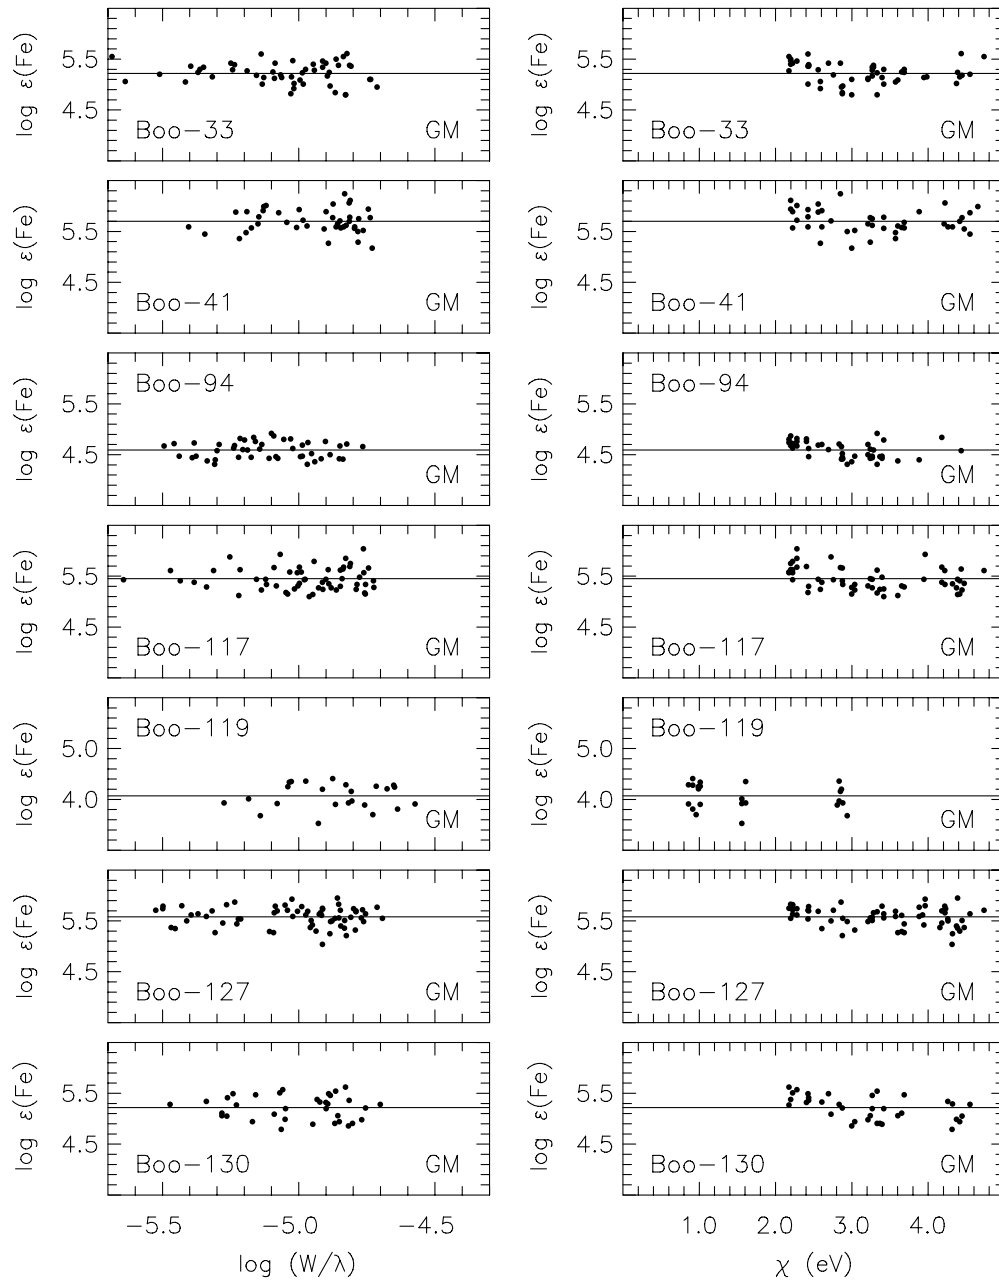 log ε(Fe)
5.5
4.5
Boo−33
GM
log ε(Fe)
5.5
4.5
Boo−33
GM
log ε(Fe)
5.5
4.5
Boo−41
GM
log ε(Fe)
5.5
4.5
Boo−41
GM
log ε(Fe)
5.5
4.5
Boo−94
GM
log ε(Fe)
5.5
4.5
Boo−94
GM
log ε(Fe)
5.5
4.5
Boo−117
GM
log ε(Fe)
5.5
4.5
Boo−117
GM
log ε(Fe)
5.0
4.0
Boo−119
GM
log ε(Fe)
5.0
4.0
Boo−119
GM
log ε(Fe)
5.5
4.5
Boo−127
GM
log ε(Fe)
5.5
4.5
Boo−127
GM
log ε(Fe)
5.5
4.5
Boo−130
GM
log ε(Fe)
5.5
4.5
Boo−130
GM
−5.5 −5.0 −4.5
log (W/λ)
1.0 2.0 3.0 4.0
χ (eV)